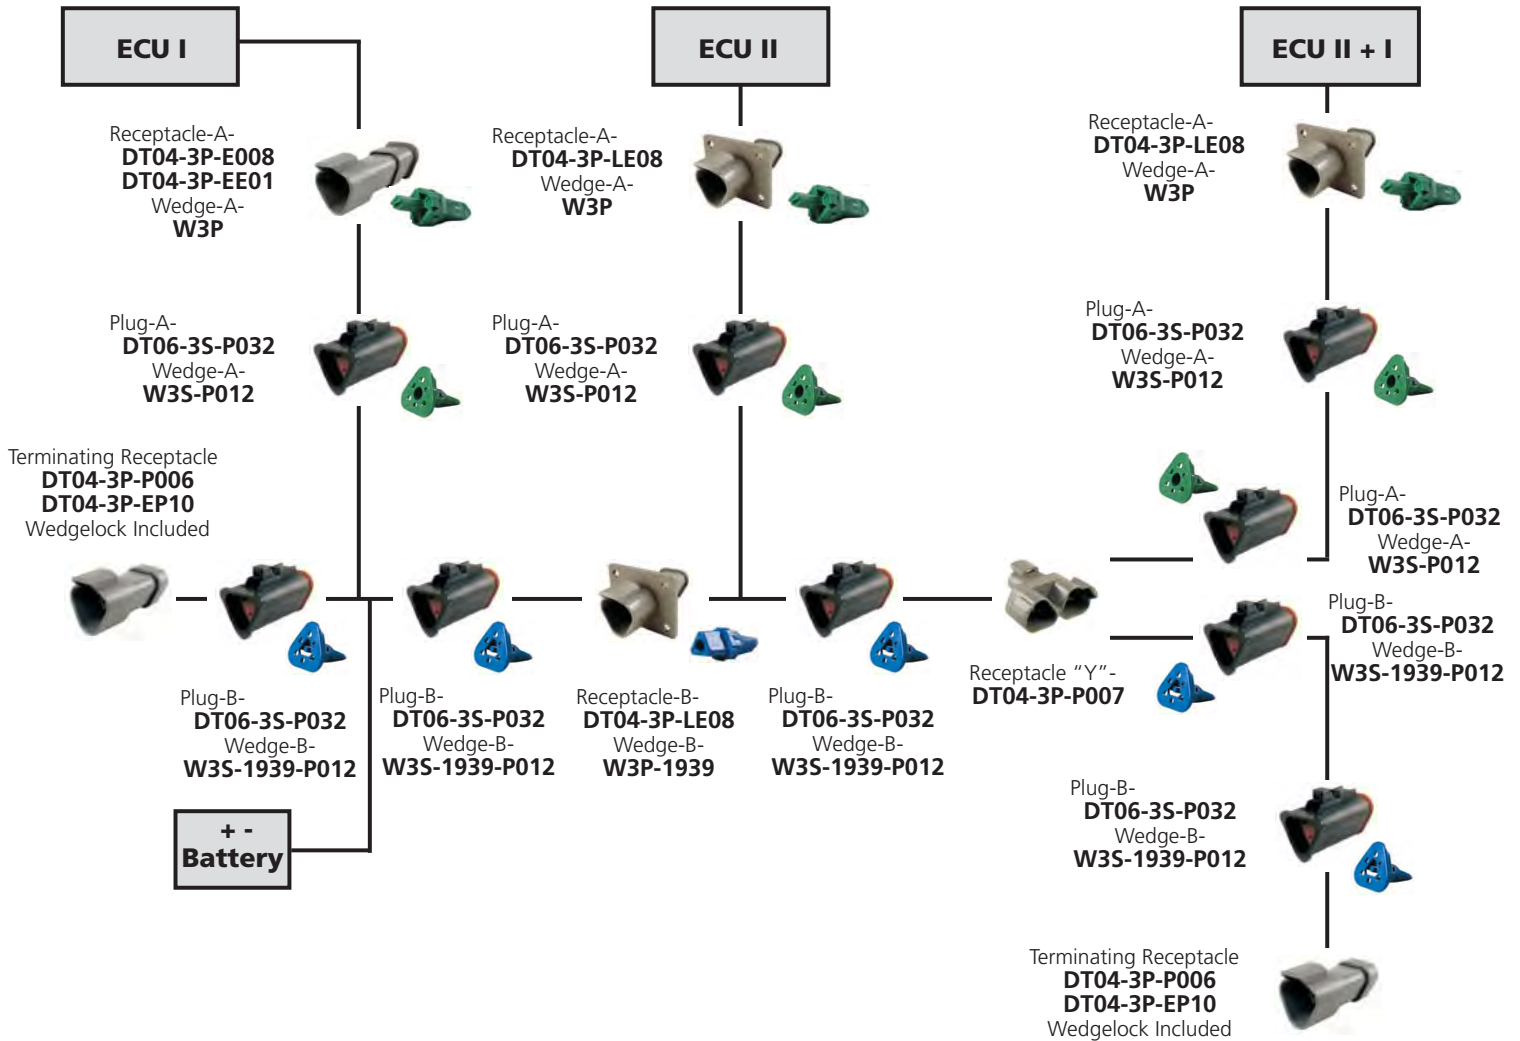 ECU I
ECU II
ECU II + I
Receptacle-A-
DT04-3P-E008
DT04-3P-EE01
Wedge-A-
W3P
Receptacle-A-
DT04-3P-LE08
Wedge-A-
W3P
Receptacle-A-
DT04-3P-LE08
Wedge-A-
W3P
Plug-A-
DT06-3S-P032
Wedge-A-
W3S-P012
Plug-A-
DT06-3S-P032
Wedge-A-
W3S-P012
Plug-A-
DT06-3S-P032
Wedge-A-
W3S-P012
Terminating Receptacle
DT04-3P-P006
DT04-3P-EP10
Wedgelock Included
Plug-A-
DT06-3S-P032
Wedge-A-
W3S-P012
Plug-B-
DT06-3S-P032
Wedge-B-
W3S-1939-P012
Plug-B-
DT06-3S-P032
Wedge-B-
W3S-1939-P012
Plug-B-
DT06-3S-P032
Wedge-B-
W3S-1939-P012
Receptacle-B-
DT04-3P-LE08
Wedge-B-
W3P-1939
Plug-B-
DT06-3S-P032
Wedge-B-
W3S-1939-P012
Receptacle "Y"-
DT04-3P-P007
+ -
Battery
Plug-B-
DT06-3S-P032
Wedge-B-
W3S-1939-P012
Terminating Receptacle
DT04-3P-P006
DT04-3P-EP10
Wedgelock Included